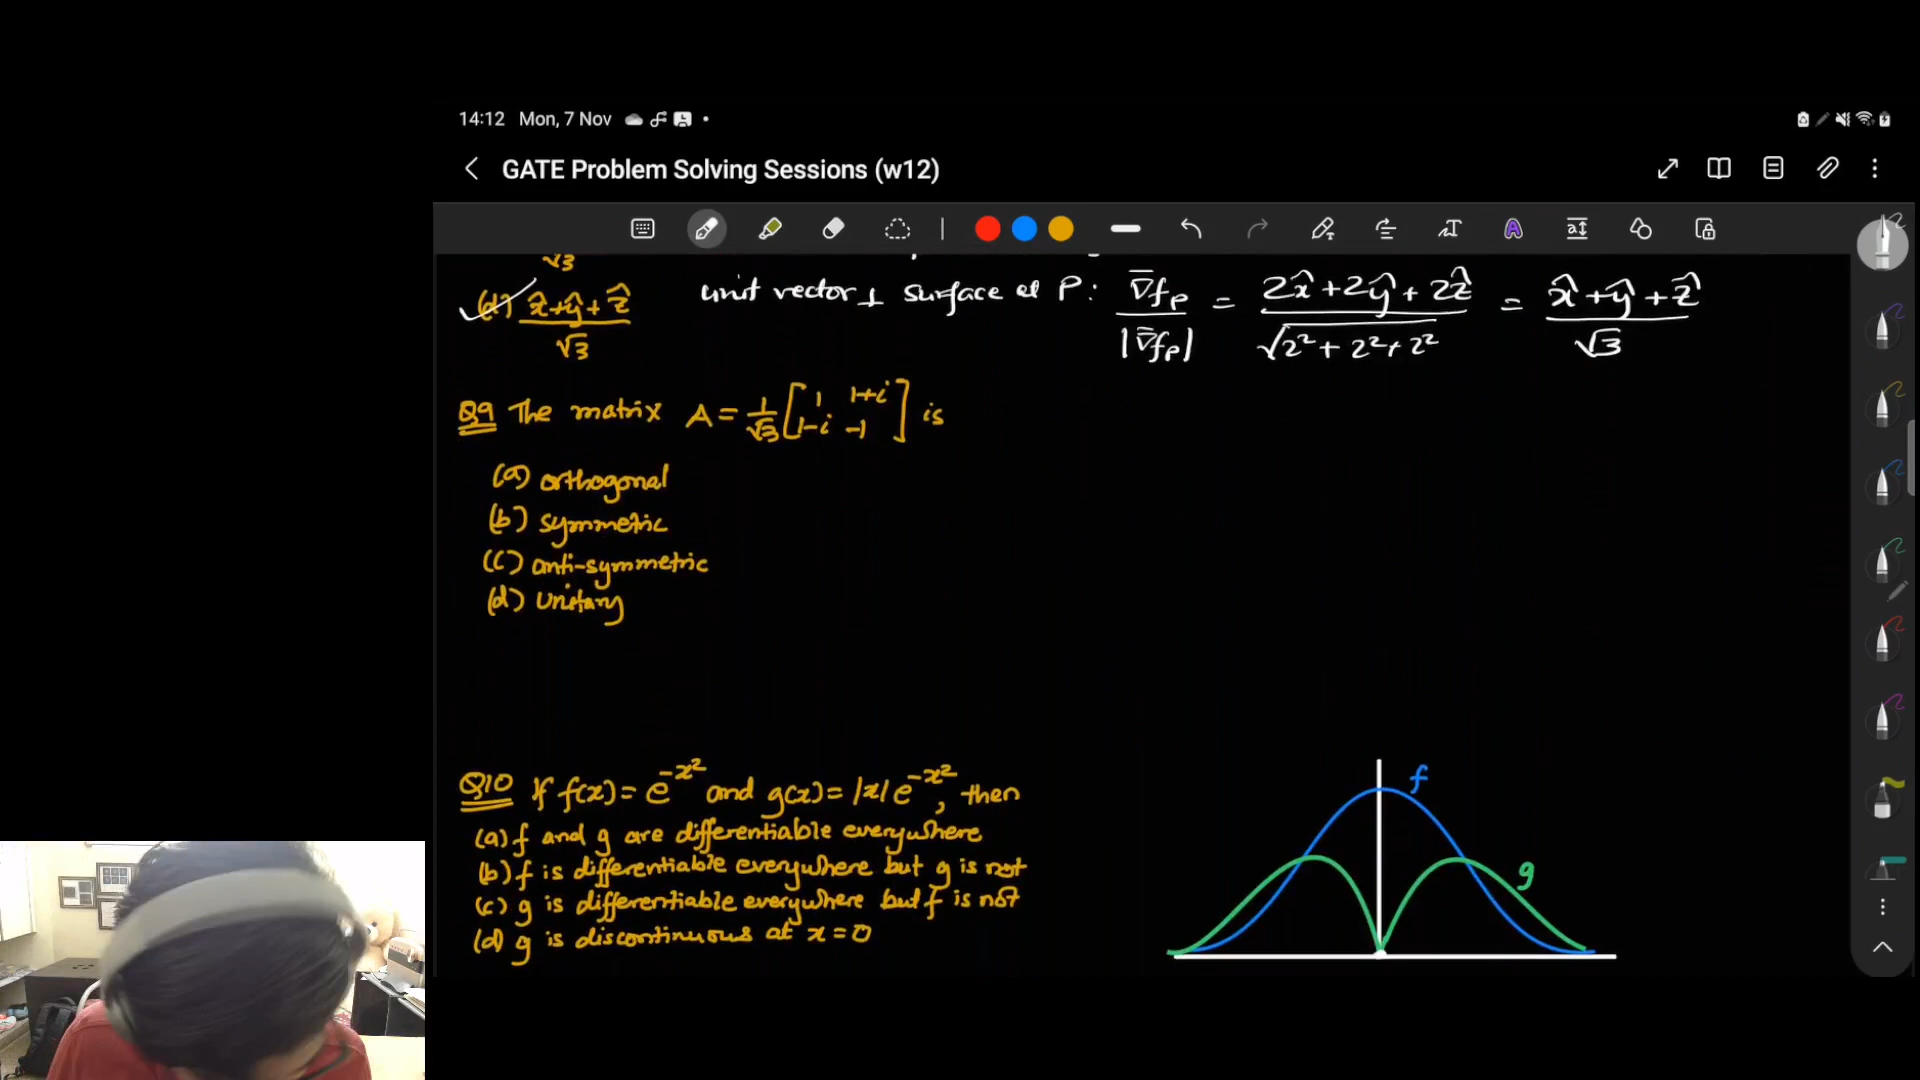 14:12 Mon, 7 Nov
GATE Problem Solving Sessions (w12)
√3
(d) x̂+ŷ+ẑ / √3
unit vector ⊥ surface at P: ∇̄f_P / |∇̄f_P| = 2x̂+2ŷ+2ẑ / √2²+2²+2² = x̂+ŷ+ẑ / √3
Q9 The matrix A = 1/√3 [1 1+i; 1-i -1] is
(a) orthogonal
(b) symmetric
(c) anti-symmetric
(d) Unitary
Q10 If f(x) = e^-x² and g(x) = |x| e^-x², then
(a) f and g are differentiable everywhere
(b) f is differentiable everywhere but g is not
(c) g is differentiable everywhere but f is not
(d) g is discontinuous at x = 0
f
g